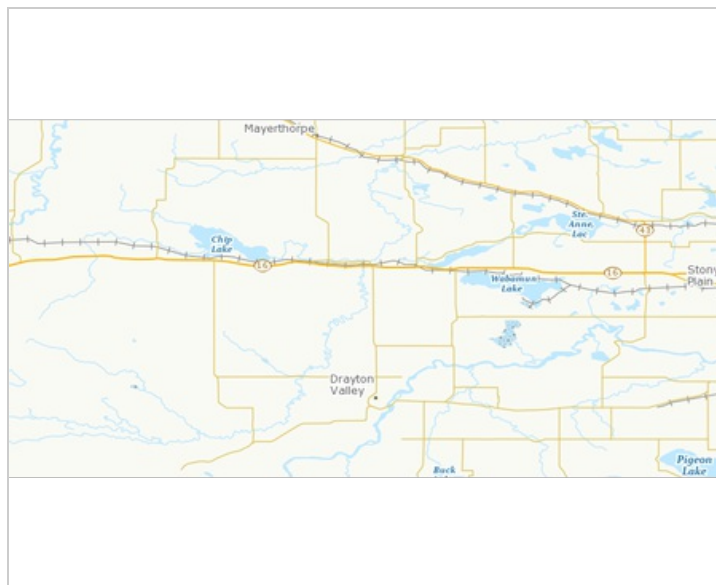 Mayerthorpe
Ste.
Anne,
Lac
43
Chip
Lake
16
16
Stony
Plain
Wabamun
Lake
Drayton
Valley
Buck
Pigeon
Lake